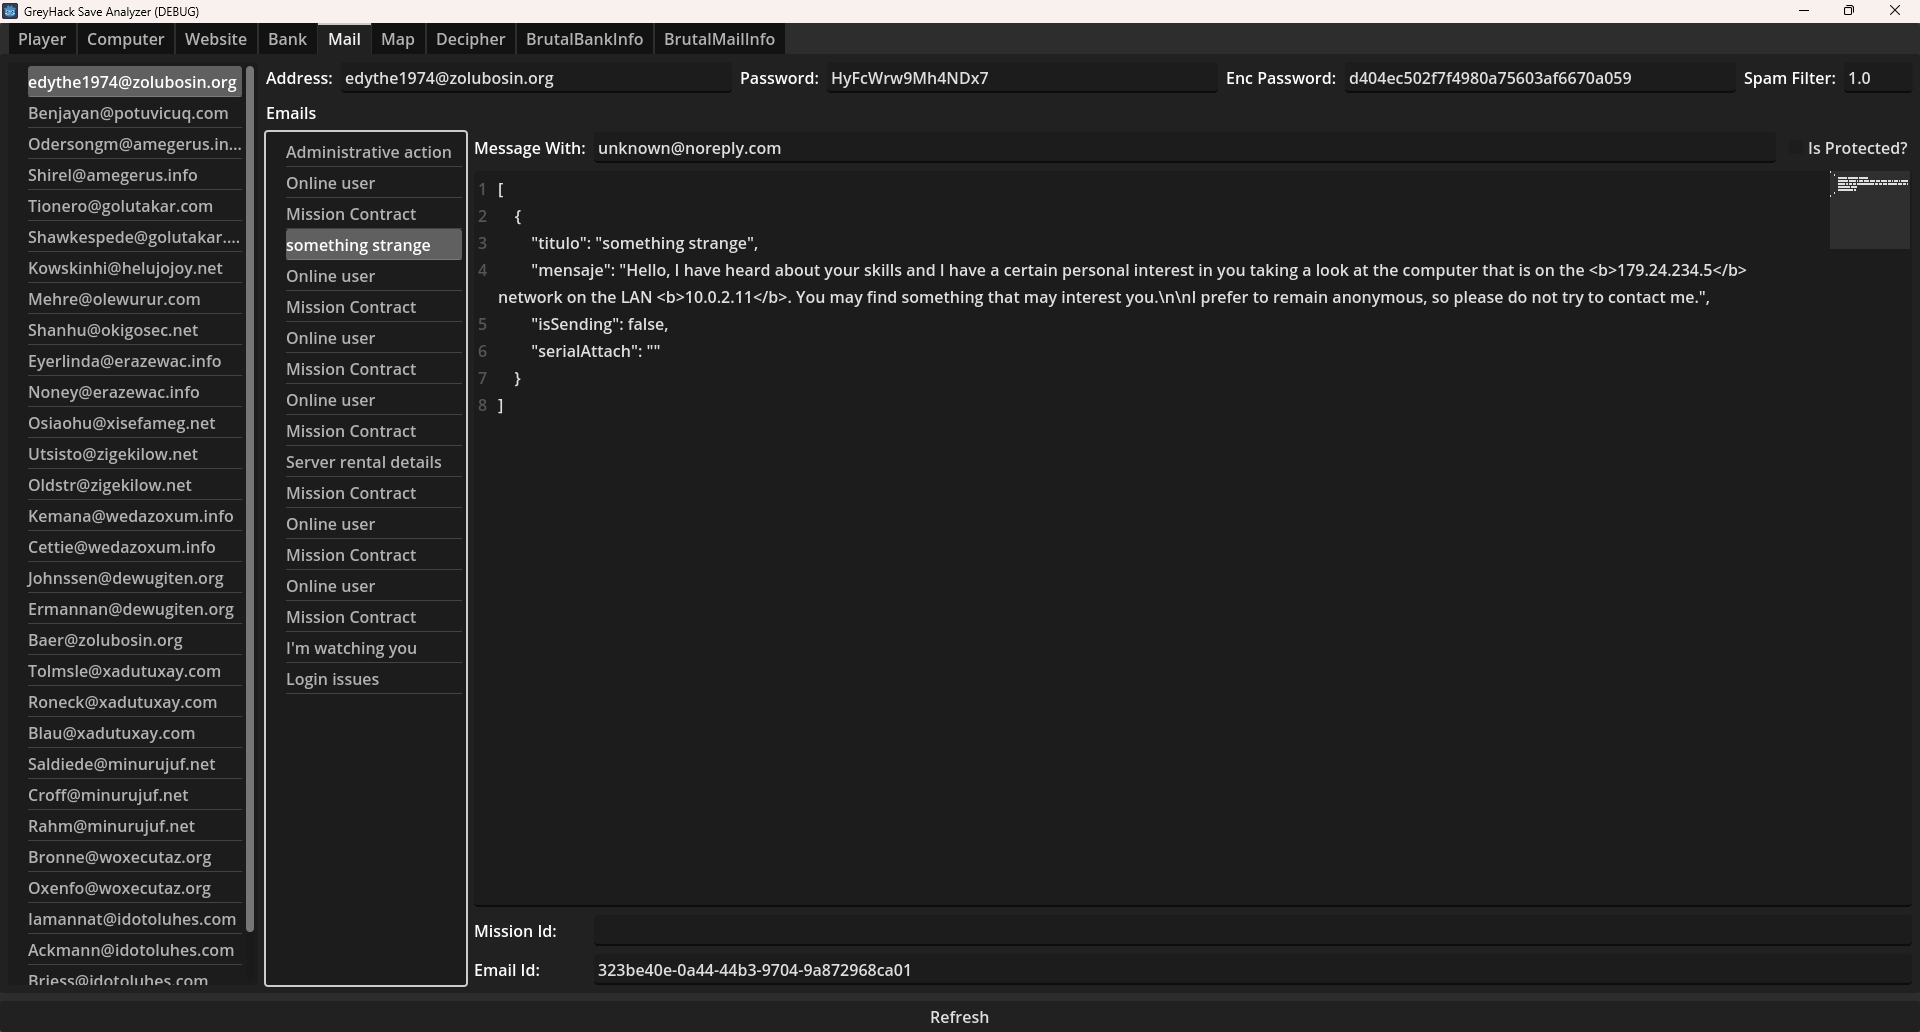 GreyHack Save Analyzer (DEBUG)
Player Computer Website Bank Mail Map Decipher BrutalBankInfo BrutalMailInfo
edythe1974@zolubosin.org
Benjayan@potuvicuq.com
Odersongm@amegerus.in...
Shirel@amegerus.info
Tionero@golutakar.com
Shawkespede@golutakar....
Kowskinhi@helujojoy.net
Mehre@olewurur.com
Shanhu@okigosec.net
Eyerlinda@erazewac.info
Noney@erazewac.info
Osiaohu@xisefameg.net
Utsisto@zigekilow.net
Oldstr@zigekilow.net
Kemana@wedazoxum.info
Cettie@wedazoxum.info
Johnssen@dewugiten.org
Ermannan@dewugiten.org
Baer@zolubosin.org
Tolmsle@xadutuxay.com
Roneck@xadutuxay.com
Blau@xadutuxay.com
Saldiede@minurujuf.net
Croff@minurujuf.net
Rahm@minurujuf.net
Bronne@woxecutaz.org
Oxenfo@woxecutaz.org
Iamannat@idotoluhes.com
Ackmann@idotoluhes.com
Briess@idotoluhes.com
Address: edythe1974@zolubosin.org Password: HyFcWrw9Mh4NDx7 Enc Password: d404ec502f7f4980a75603af6670a059 Spam Filter: 1.0
Emails
Administrative action
Online user
Mission Contract
something strange
Online user
Mission Contract
Online user
Mission Contract
Online user
Mission Contract
Server rental details
Mission Contract
Online user
Mission Contract
Online user
Mission Contract
I'm watching you
Login issues
Message With: unknown@noreply.com Is Protected?
1 [
2 {
3 "titulo": "something strange",
4 "mensaje": "Hello, I have heard about your skills and I have a certain personal interest in you taking a look at the computer that is on the <b>179.24.234.5</b>
network on the LAN <b>10.0.2.11</b>. You may find something that may interest you.\n\nI prefer to remain anonymous, so please do not try to contact me.",
5 "isSending": false,
6 "serialAttach": ""
7 }
8 ]
Mission Id:
Email Id: 323be40e-0a44-44b3-9704-9a872968ca01
Refresh